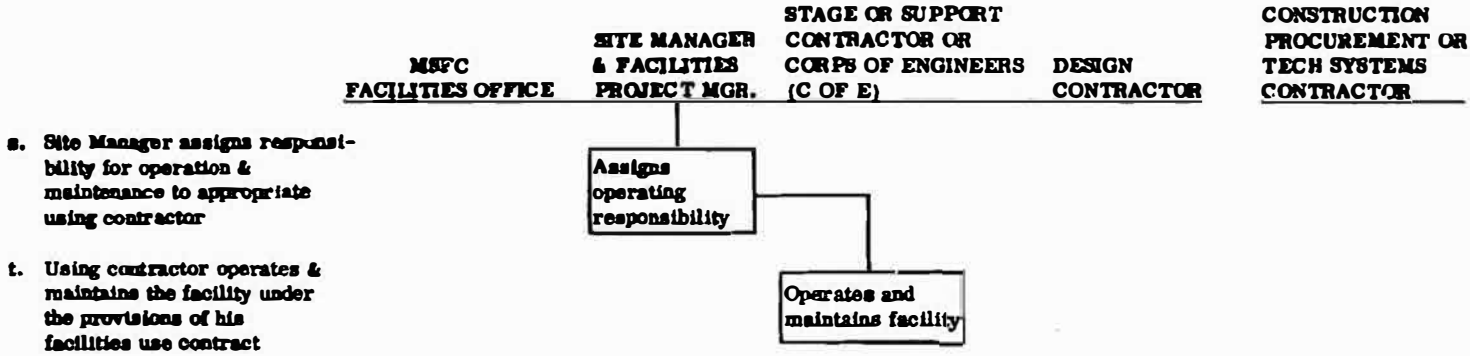 STAGE OR SUPPORT CONSTRUCTION
SITE MANAGER CONTRACTOR OR PROCUREMENT OR
MSFC & FACILITIES CORPS OF ENGINEERS DESIGN TECH SYSTEMS
FACILITIES OFFICE PROJECT MGR. (C OF E) CONTRACTOR CONTRACTOR
s. Site Manager assigns responsi-
bility for operation &
maintenance to appropriate
using contractor
Assigns
operating
responsibility
t. Using contractor operates &
maintains the facility under
the provisions of his
facilities use contract
Operates and
maintains facility